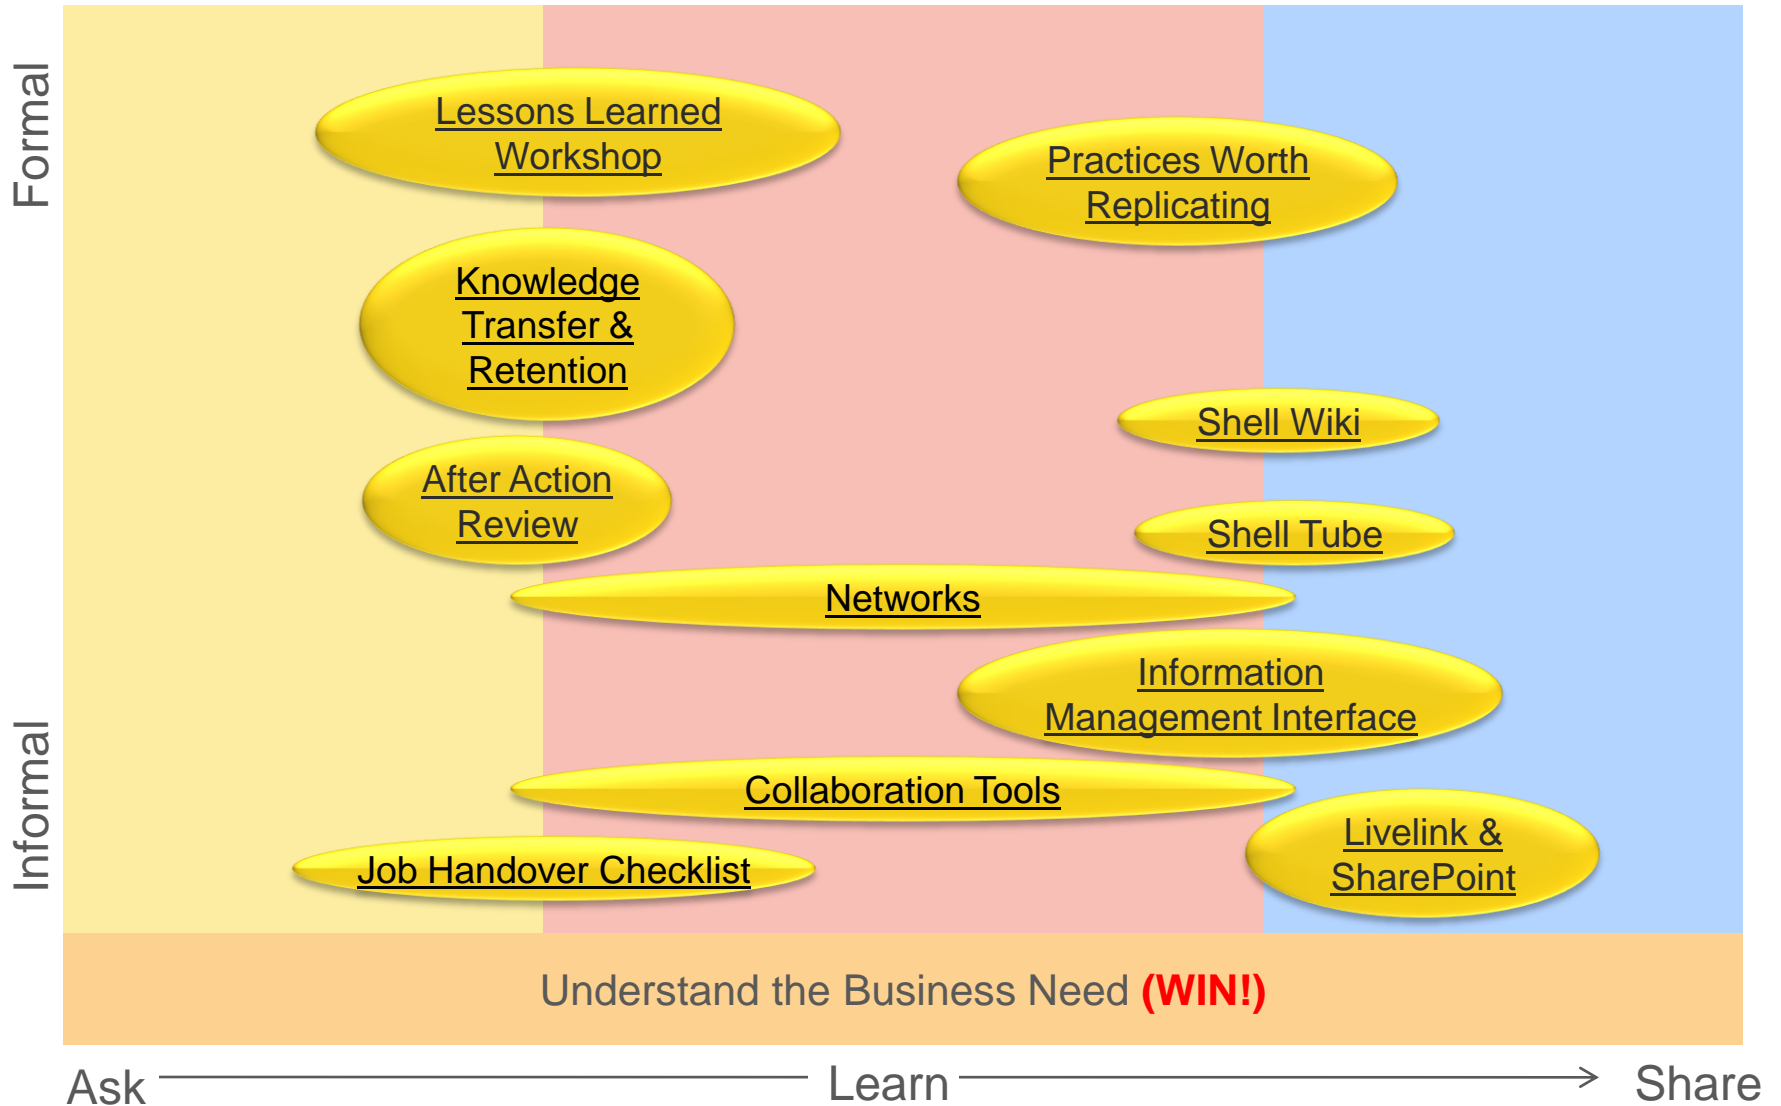 Formal
Lessons Learned
Workshop
Practices Worth
Replicating
Knowledge
Transfer &
Retention
Shell Wiki
After Action
Review
Shell Tube
Networks
Information
Management Interface
Informal
Collaboration Tools
Livelink &
SharePoint
Job Handover Checklist
Understand the Business Need (WIN!)
Ask
Learn
Share